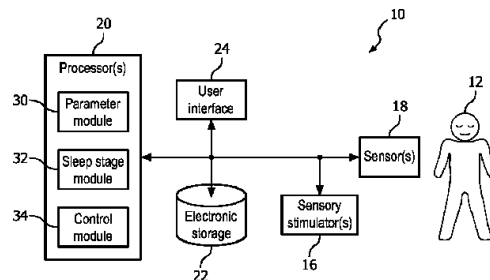 10
20
24
12
Processor(s)
User
interface
18
30
Parameter
module
Sensor(s)
32
Sleep stage
module
34
Control
module
Electronic
storage
Sensory
stimulator(s)
22
16